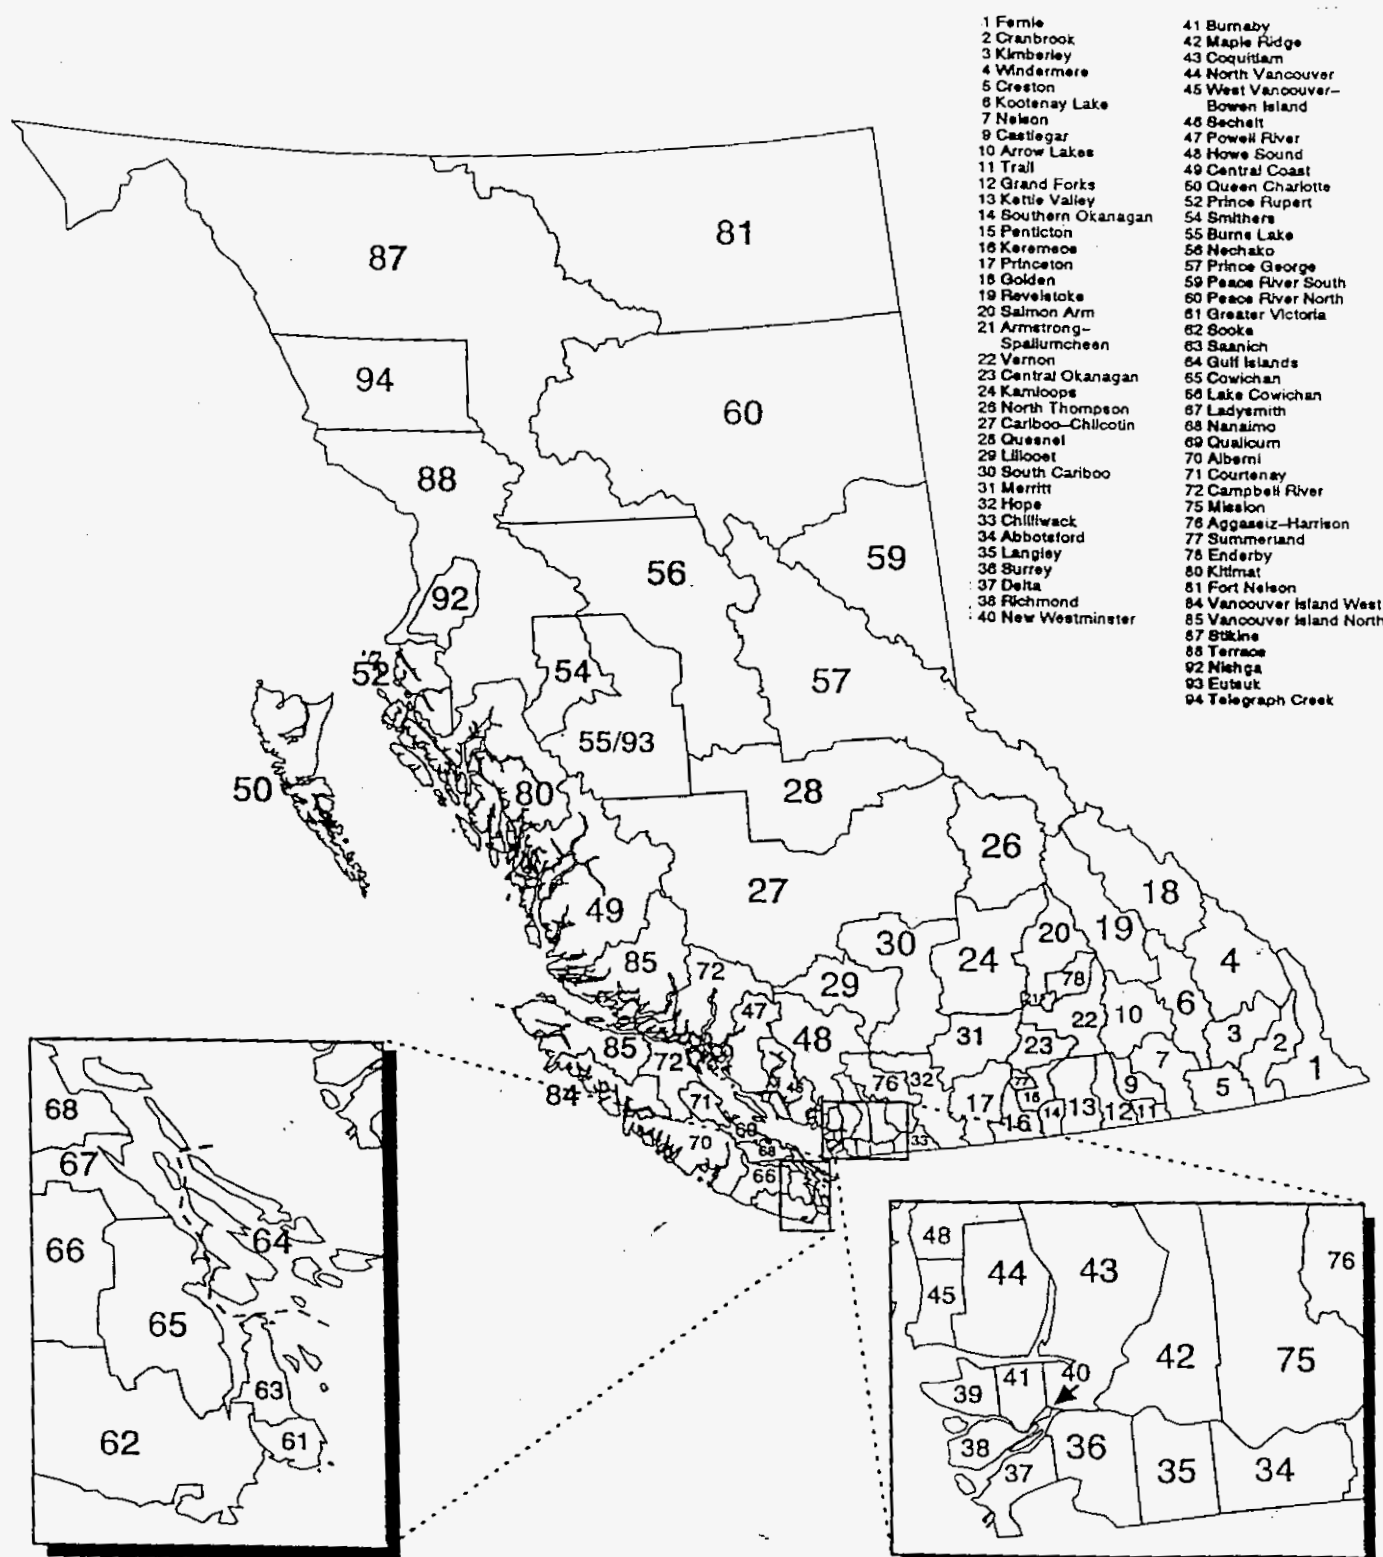 1 Fernie
2 Cranbrook
3 Kimberley
4 Windermere
5 Creston
6 Kootenay Lake
7 Nelson
9 Castlegar
10 Arrow Lakes
11 Trail
12 Grand Forks
13 Kettle Valley
14 Southern Okanagan
15 Penticton
16 Keremeos
17 Princeton
18 Golden
19 Revelstoke
20 Salmon Arm
21 Armstrong–
Spallumcheen
22 Vernon
23 Central Okanagan
24 Kamloops
26 North Thompson
27 Cariboo–Chilcotin
28 Quesnel
29 Lillooet
30 South Cariboo
31 Merritt
32 Hope
33 Chilliwack
34 Abbotsford
35 Langley
36 Surrey
37 Delta
38 Richmond
40 New Westminster
41 Burnaby
42 Maple Ridge
43 Coquitlam
44 North Vancouver
45 West Vancouver–
Bowen Island
46 Sechelt
47 Powell River
48 Howe Sound
49 Central Coast
50 Queen Charlotte
52 Prince Rupert
54 Smithers
55 Burns Lake
56 Nechako
57 Prince George
59 Peace River South
60 Peace River North
61 Greater Victoria
62 Sooke
63 Saanich
64 Gulf Islands
65 Cowichan
66 Lake Cowichan
67 Ladysmith
68 Nanaimo
69 Qualicum
70 Alberni
71 Courtenay
72 Campbell River
75 Mission
76 Aggassiz–Harrison
77 Summerland
78 Enderby
80 Kitimat
81 Fort Nelson
84 Vancouver Island West
85 Vancouver Island North
87 Stikine
88 Terrace
92 Nishga
93 Eutsuk
94 Telegraph Creek
87
81
94
60
88
59
56
92
52
54
57
55/93
50
80
28
26
27
18
49
30
20
19
85
72
24
4
78
29
6
47
10
22
48
31
3
2
85
72
23
7
1
76
32
9
5
84
71
17
13
14
12
11
16
70
69
33
68
66
68
67
66
64
65
63
62
61
48
44
43
76
45
42
75
41
40
39
38
36
37
35
34